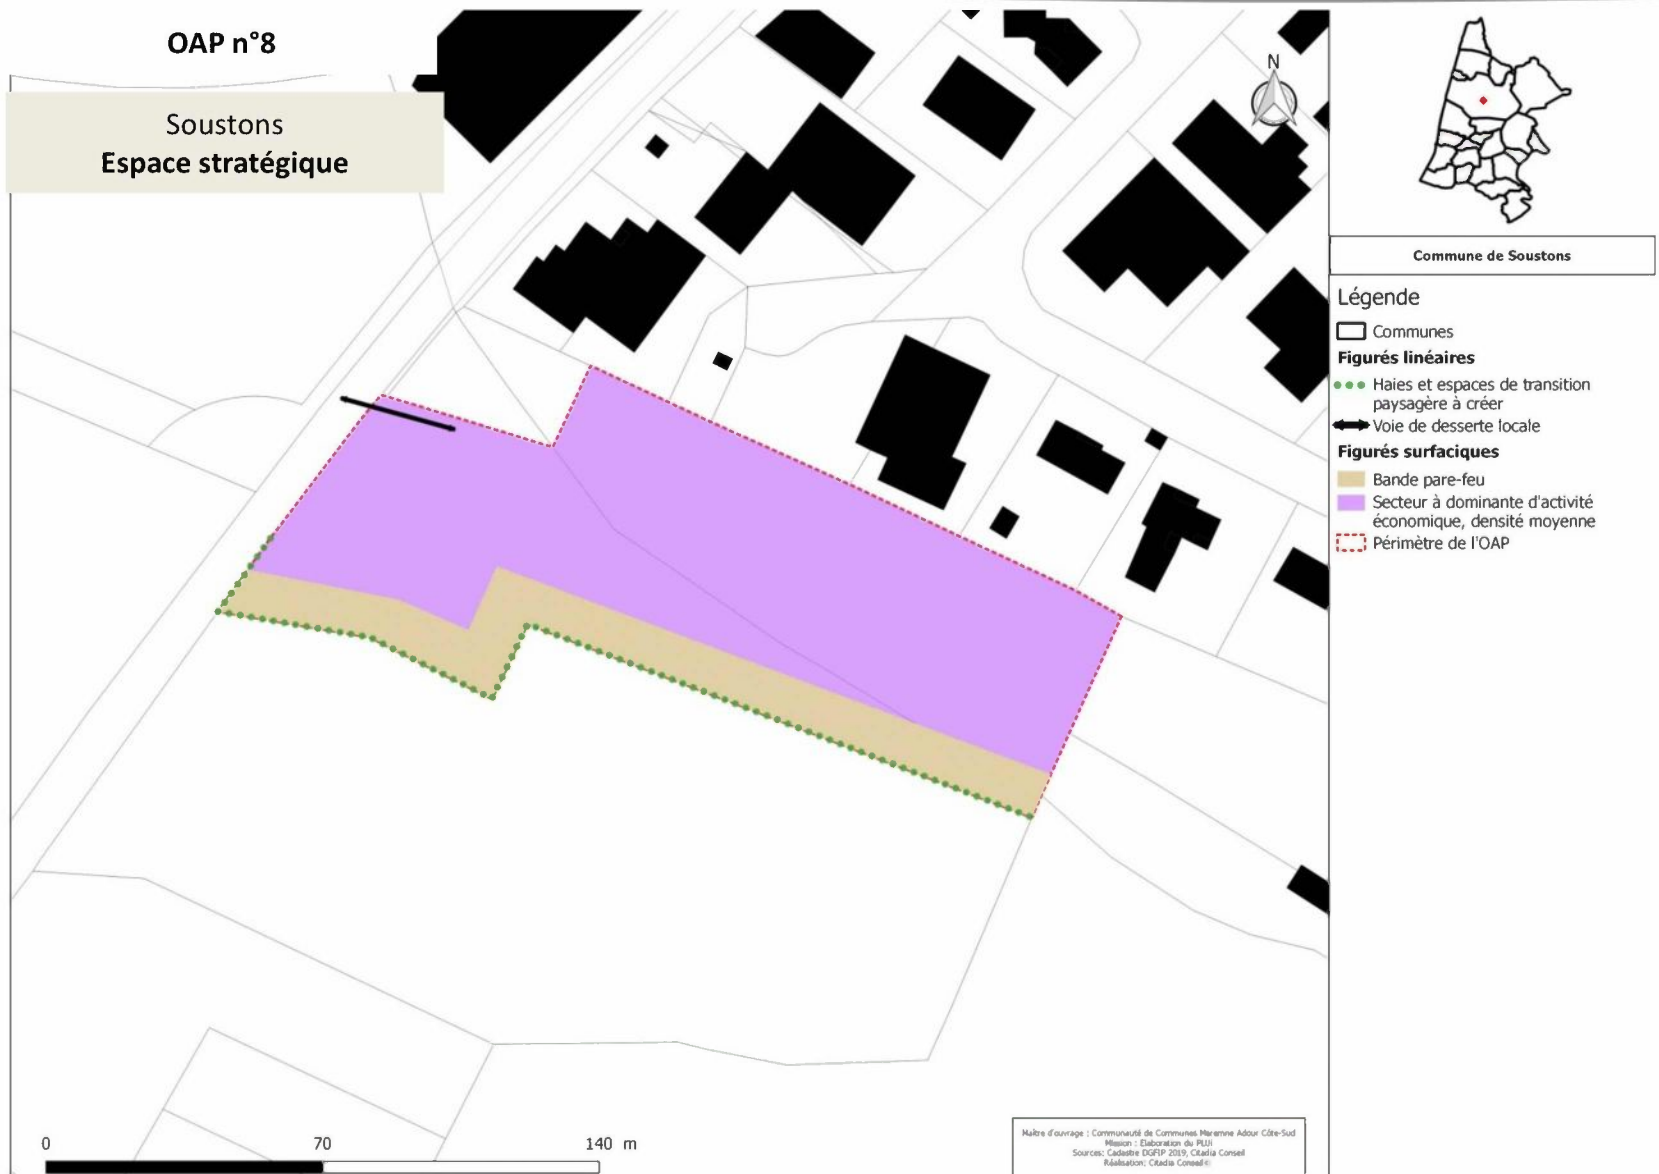 OAP n°8
Soustons
Espace stratégique
N
Commune de Soustons
Légende
Communes
Figurés linéaires
Haies et espaces de transition
paysagère à créer
Voie de desserte locale
Figurés surfaciques
Bande pare-feu
Secteur à dominante d'activité
économique, densité moyenne
Périmètre de l'OAP
0 70 140 m
Maître d'ouvrage : Communauté de Communes Maremne Adour Côte-Sud
Mission : Elaboration du PLUi
Sources: Cadastre DGFIP 2019, Citadia Conseil
Réalisation: Citadia Conseil©